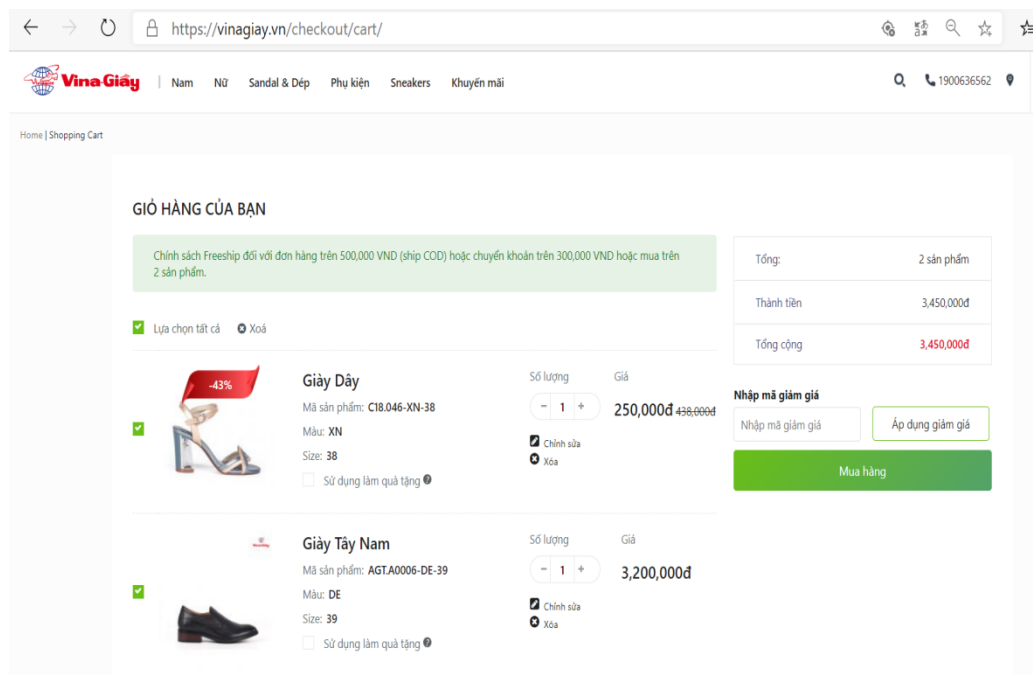 https://vinagiay.vn/checkout/cart/
Vina-Giầy
Nam Nữ Sandal & Dép Phụ kiện Sneakers Khuyến mãi
1900636562
Home | Shopping Cart
GIỎ HÀNG CỦA BẠN
Chính sách Freeship đối với đơn hàng trên 500,000 VND (ship COD) hoặc chuyển khoản trên 300,000 VND hoặc mua trên
2 sản phẩm.
Lựa chọn tất cả Xoá
-43%
Giày Dây
Mã sản phẩm: C18.046-XN-38
Màu: XN
Size: 38
Sử dụng làm quà tặng
Số lượng Giá
- 1 + 250,000đ 438,000đ
Chỉnh sửa
Xóa
Giày Tây Nam
Mã sản phẩm: AGT.A0006-DE-39
Màu: DE
Size: 39
Sử dụng làm quà tặng
Số lượng Giá
- 1 + 3,200,000đ
Chỉnh sửa
Xóa
Tổng: 2 sản phẩm
Thành tiền 3,450,000đ
Tổng cộng 3,450,000đ
Nhập mã giảm giá
Nhập mã giảm giá Áp dụng giảm giá
Mua hàng